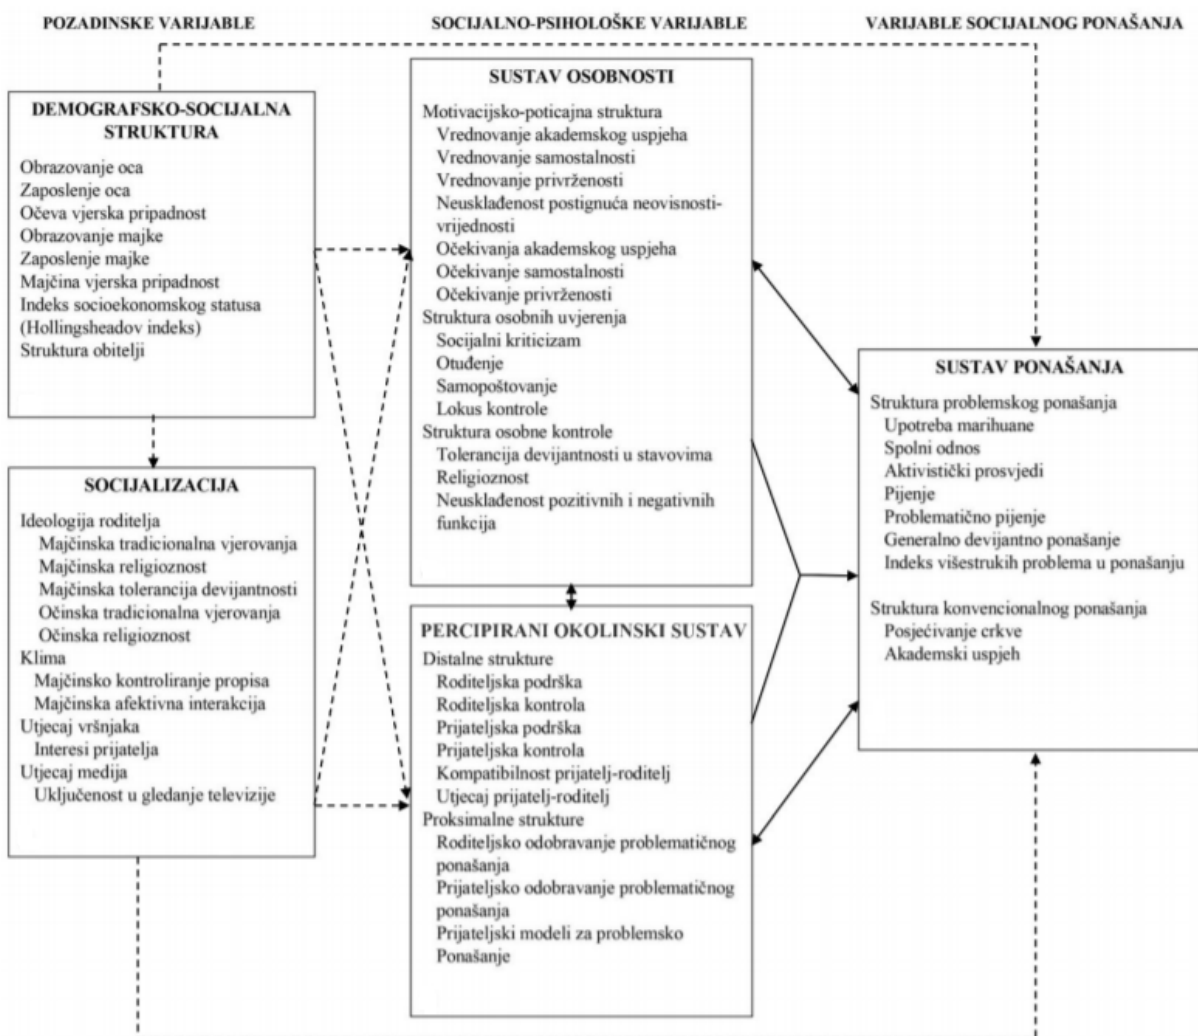 POZADINSKE VARIJABLE
SOCIJALNO-PSIHOLOŠKE VARIJABLE
VARIJABLE SOCIJALNOG PONAŠANJA
DEMOGRAFSKO-SOCIJALNA
STRUKTURA
Obrazovanje oca
Zaposlenje oca
Očeva vjerska pripadnost
Obrazovanje majke
Zaposlenje majke
Majčina vjerska pripadnost
Indeks socioekonomskog statusa
(Hollingsheadov indeks)
Struktura obitelji
SOCIJALIZACIJA
Ideologija roditelja
Majčinska tradicionalna vjerovanja
Majčinska religioznost
Majčinska tolerancija devijantnosti
Očinska tradicionalna vjerovanja
Očinska religioznost
Klima
Majčinsko kontroliranje propisa
Majčinska afektivna interakcija
Utjecaj vršnjaka
Interesi prijatelja
Utjecaj medija
Uključenost u gledanje televizije
SUSTAV OSOBNOSTI
Motivacijsko-poticajna struktura
Vrednovanje akademskog uspjeha
Vrednovanje samostalnosti
Vrednovanje privrženosti
Neusklađenost postignuća neovisnosti-
vrijednosti
Očekivanja akademskog uspjeha
Očekivanje samostalnosti
Očekivanje privrženosti
Struktura osobnih uvjerenja
Socijalni kriticizam
Otuđenje
Samopoštovanje
Lokus kontrole
Struktura osobne kontrole
Tolerancija devijantnosti u stavovima
Religioznost
Neusklađenost pozitivnih i negativnih
funkcija
PERCIPIRANI OKOLINSKI SUSTAV
Distalne strukture
Roditeljska podrška
Roditeljska kontrola
Prijateljska podrška
Prijateljska kontrola
Kompatibilnost prijatelj-roditelj
Utjecaj prijatelj-roditelj
Proksimalne strukture
Roditeljsko odobravanje problematičnog
ponašanja
Prijateljsko odobravanje problematičnog
ponašanja
Prijateljski modeli za problemsko
Ponašanje
SUSTAV PONAŠANJA
Struktura problemskog ponašanja
Upotreba marihuane
Spolni odnos
Aktivistički prosvjedi
Pijenje
Problematično pijenje
Generalno devijantno ponašanje
Indeks višestrukih problema u ponašanju
Struktura konvencionalnog ponašanja
Posjećivanje crkve
Akademski uspjeh